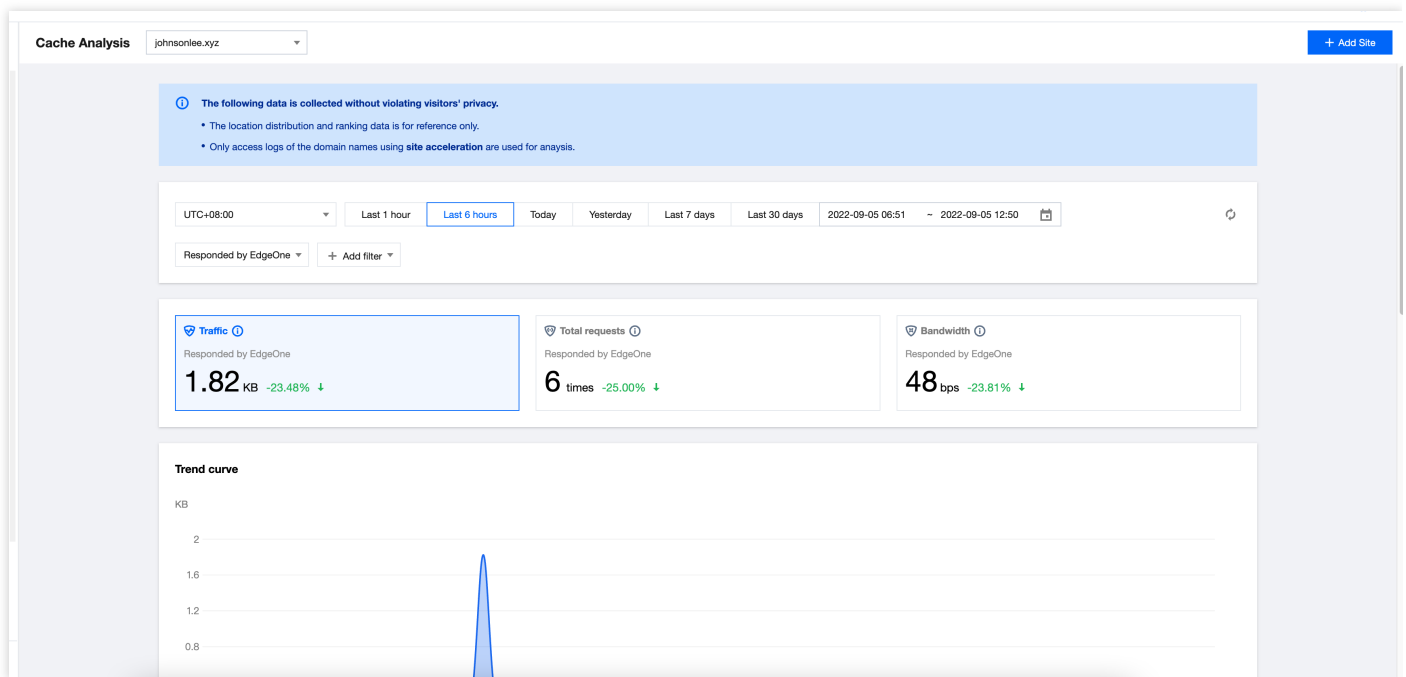 Cache Analysis johnsonlee.xyz + Add Site
The following data is collected without violating visitors' privacy.
• The location distribution and ranking data is for reference only.
• Only access logs of the domain names using site acceleration are used for anaysis.
UTC+08:00 Last 1 hour Last 6 hours Today Yesterday Last 7 days Last 30 days 2022-09-05 06:51 ~ 2022-09-05 12:50
Responded by EdgeOne + Add filter
Traffic Total requests Bandwidth
Responded by EdgeOne Responded by EdgeOne Responded by EdgeOne
1.82 KB -23.48% ↓ 6 times -25.00% ↓ 48 bps -23.81% ↓
Trend curve
KB
2
1.6
1.2
0.8